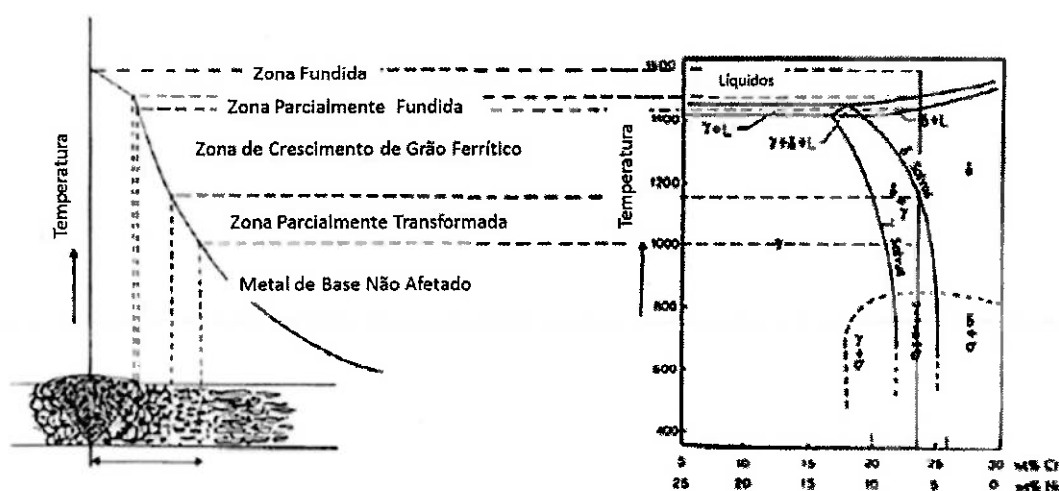 Temperatura
Zona Fundida
Zona Parcialmente Fundida
Zona de Crescimento de Grão Ferrítico
Zona Parcialmente Transformada
Metal de Base Não Afetado
Temperatura
1400
1200
1000
800
600
400
Líquidos
γ+L
γ+δ+L
δ+L
δ
δ+γ
γ
γ+σ
δ+σ
5 10 15 20 25 30 wt% Cr
25 20 15 10 5 0 wt% Ni